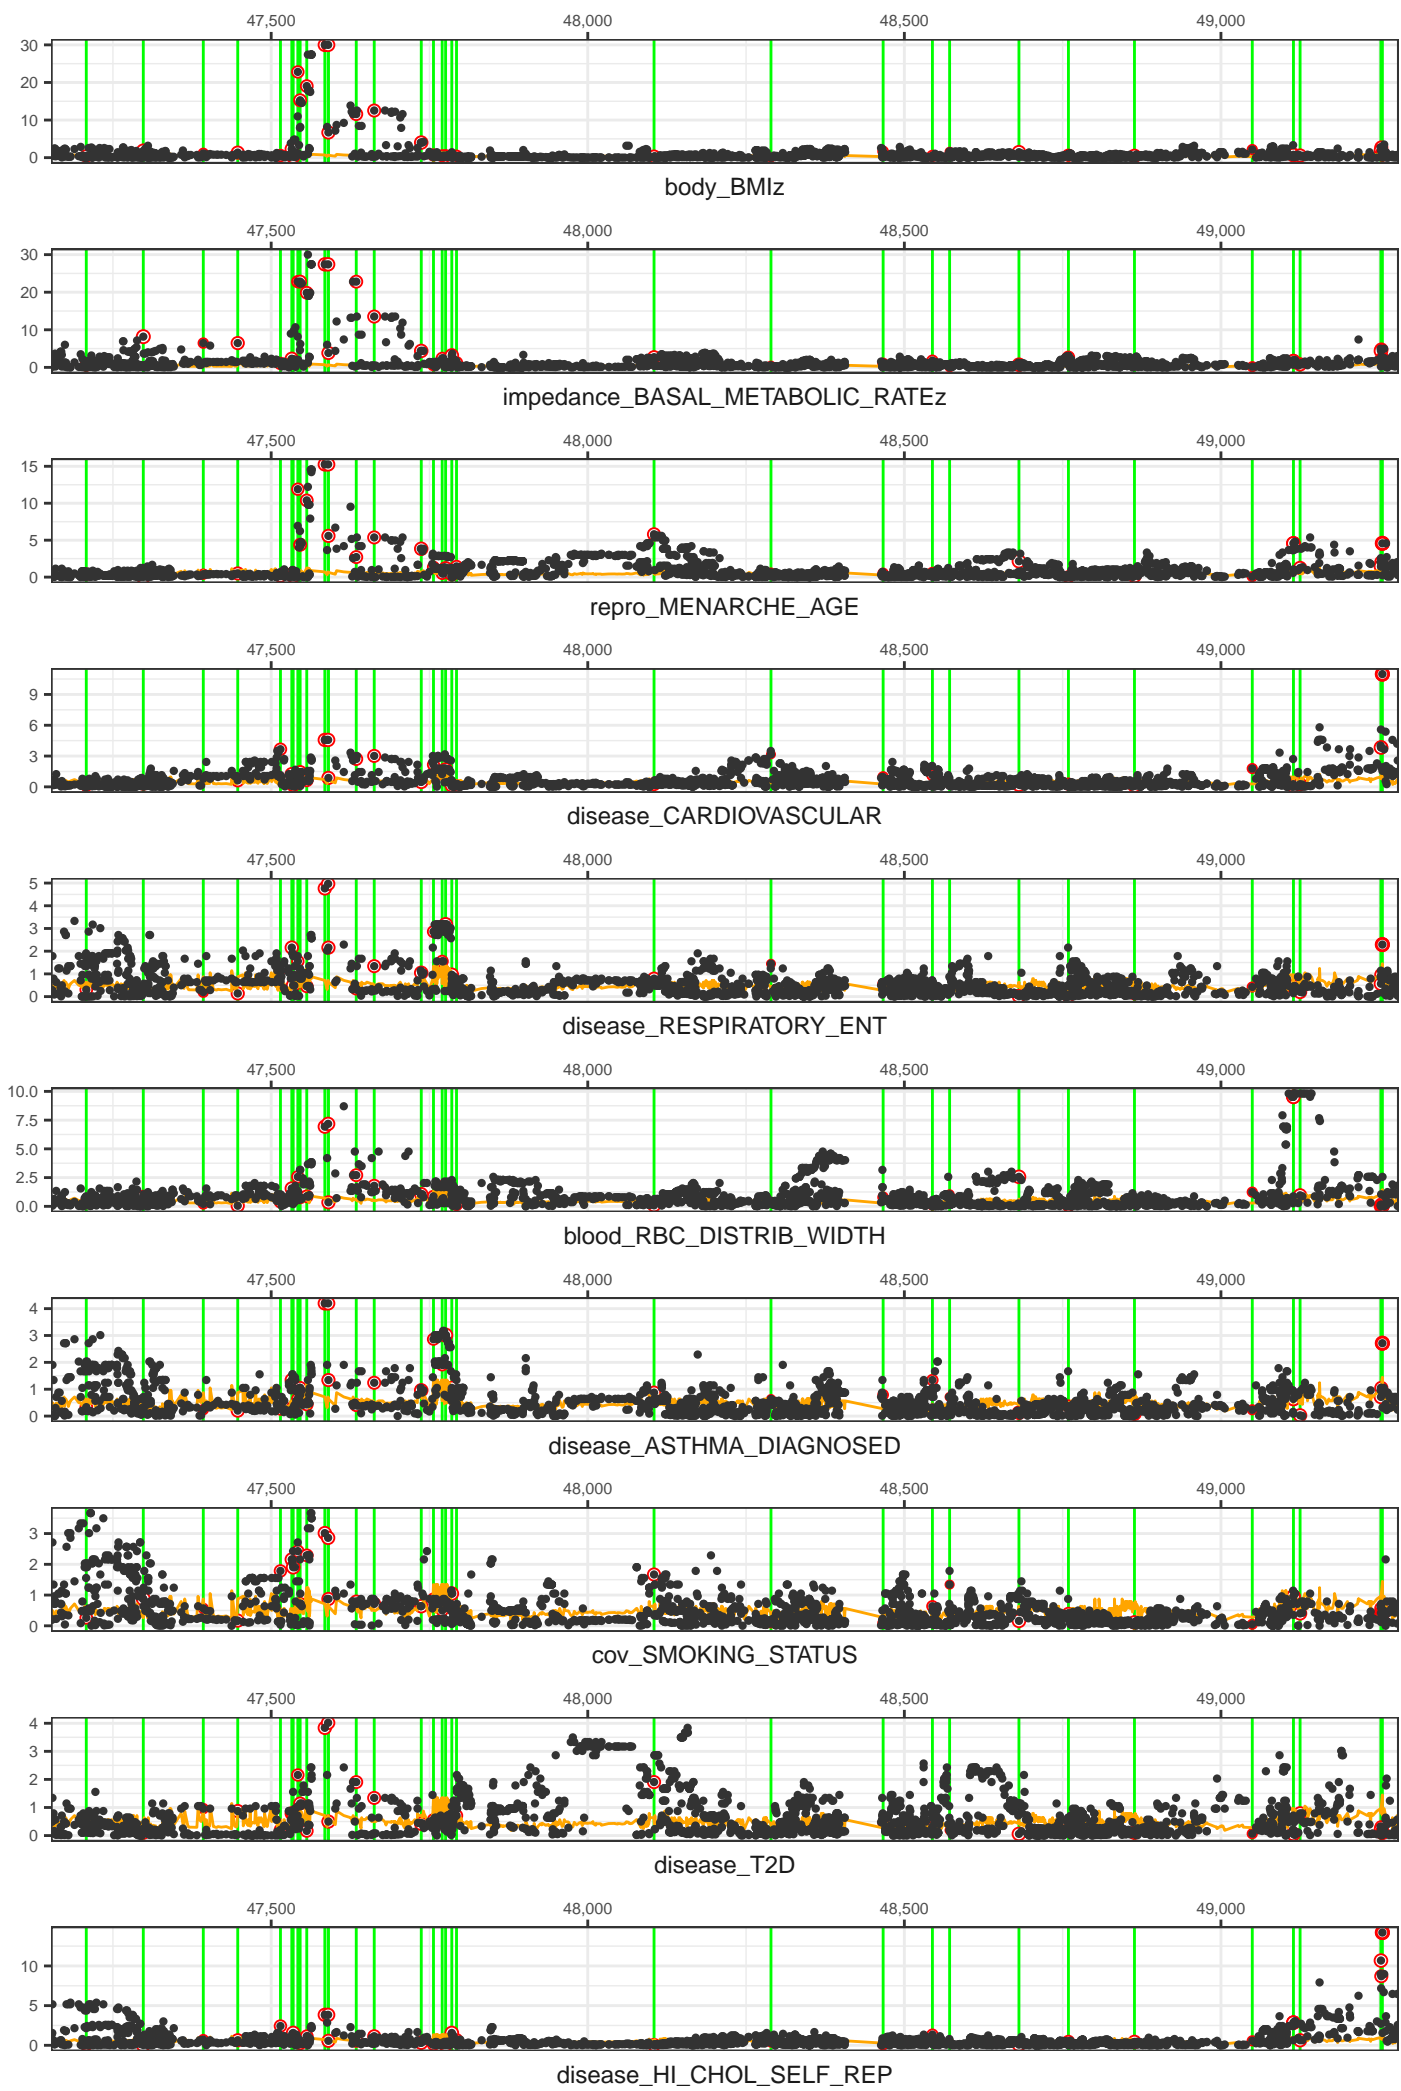 47,500 48,000 48,500 49,000
30
20
10
0
body_BMIz
47,500 48,000 48,500 49,000
30
20
10
0
impedance_BASAL_METABOLIC_RATEz
47,500 48,000 48,500 49,000
15
10
5
0
repro_MENARCHE_AGE
47,500 48,000 48,500 49,000
9
6
3
0
disease_CARDIOVASCULAR
47,500 48,000 48,500 49,000
5
4
3
2
1
0
disease_RESPIRATORY_ENT
47,500 48,000 48,500 49,000
10.0
7.5
5.0
2.5
0.0
blood_RBC_DISTRIB_WIDTH
47,500 48,000 48,500 49,000
4
3
2
1
0
disease_ASTHMA_DIAGNOSED
47,500 48,000 48,500 49,000
3
2
1
0
cov_SMOKING_STATUS
47,500 48,000 48,500 49,000
4
3
2
1
0
disease_T2D
47,500 48,000 48,500 49,000
10
5
0
disease_HI_CHOL_SELF_REP